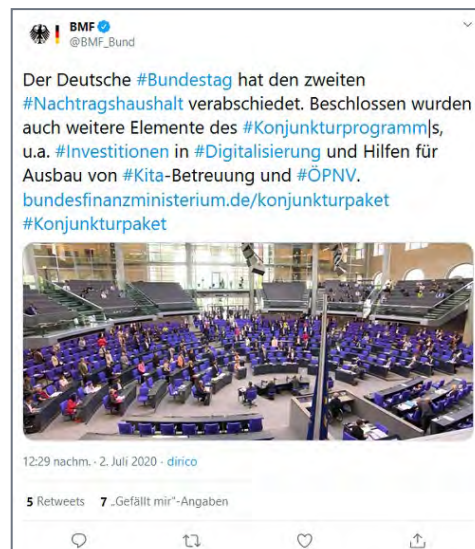 BMF
@BMF_Bund
Der Deutsche #Bundestag hat den zweiten
#Nachtragshaushalt verabschiedet. Beschlossen wurden
auch weitere Elemente des #Konjunkturprogramm|s,
u.a. #Investitionen in #Digitalisierung und Hilfen für
Ausbau von #Kita-Betreuung und #ÖPNV.
bundesfinanzministerium.de/konjunkturpaket
#Konjunkturpaket
12:29 nachm. · 2. Juli 2020 · dirico
5 Retweets 7 „Gefällt mir"-Angaben